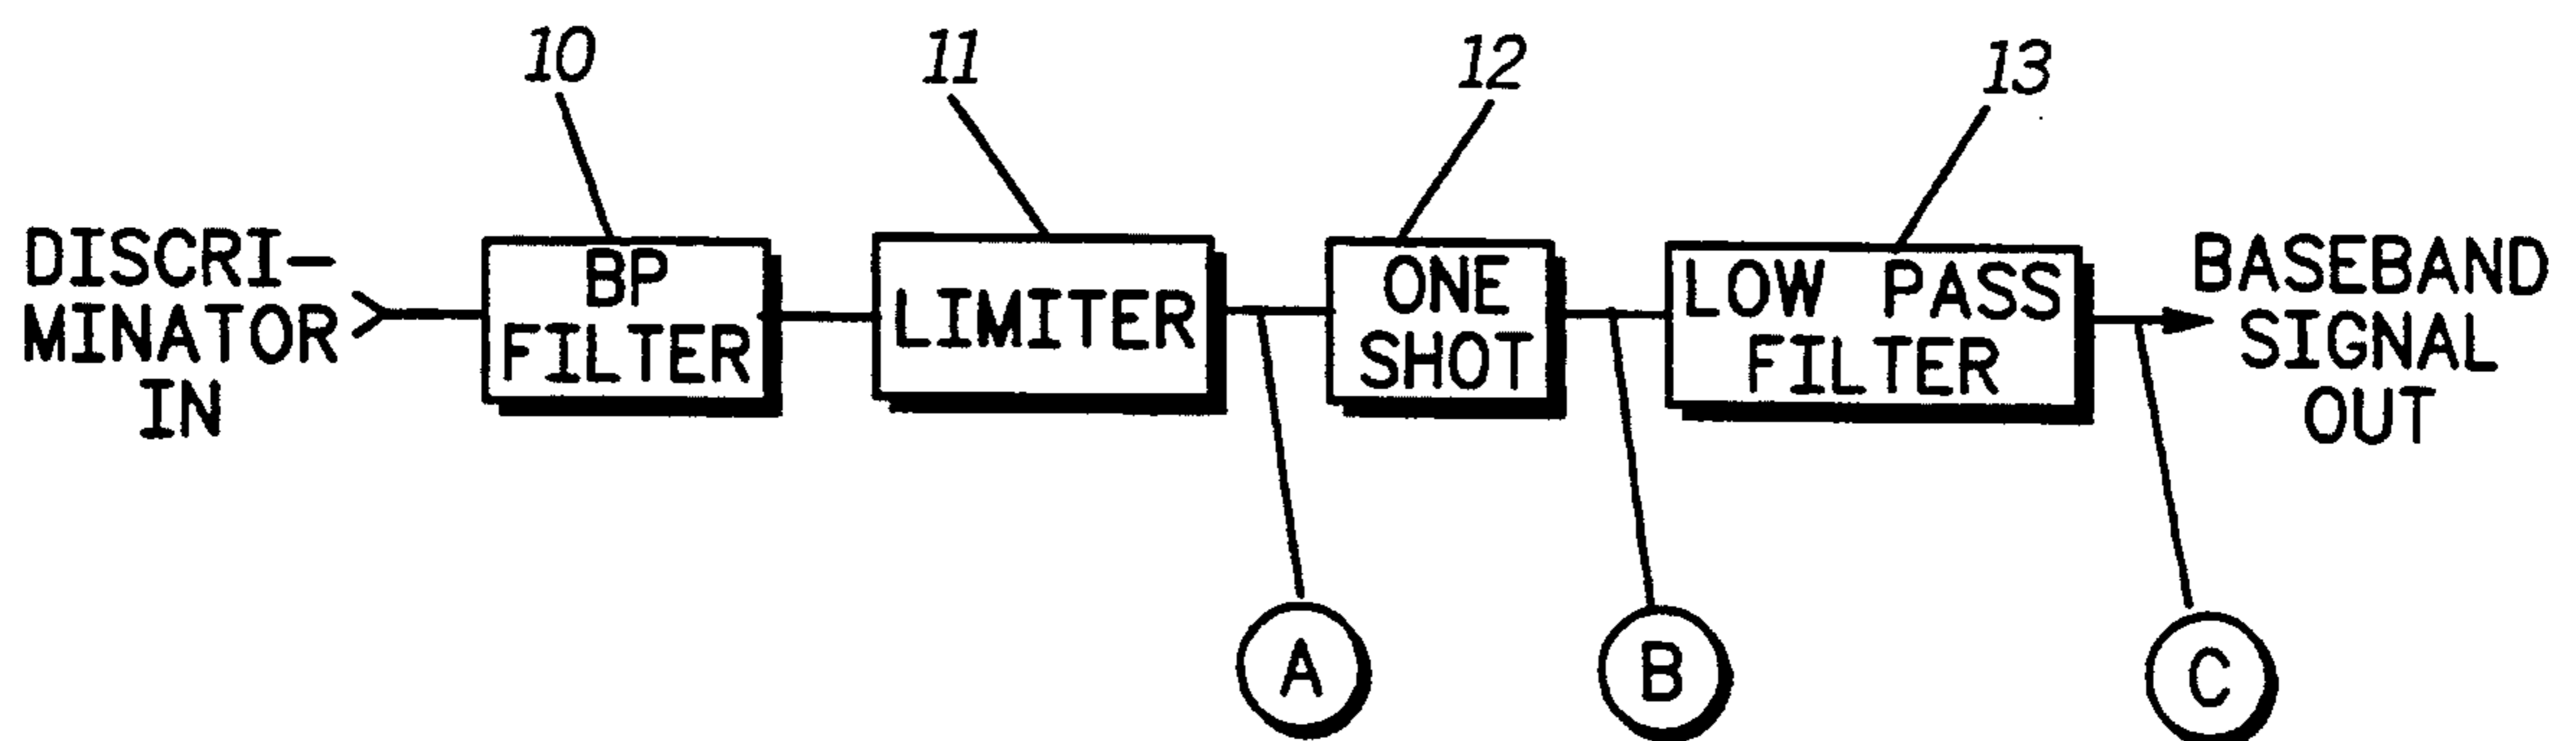 10
11
12
13
DISCRI-
MINATOR
IN
BP
FILTER
LIMITER
ONE
SHOT
LOW PASS
FILTER
BASEBAND
SIGNAL
OUT
A
B
C